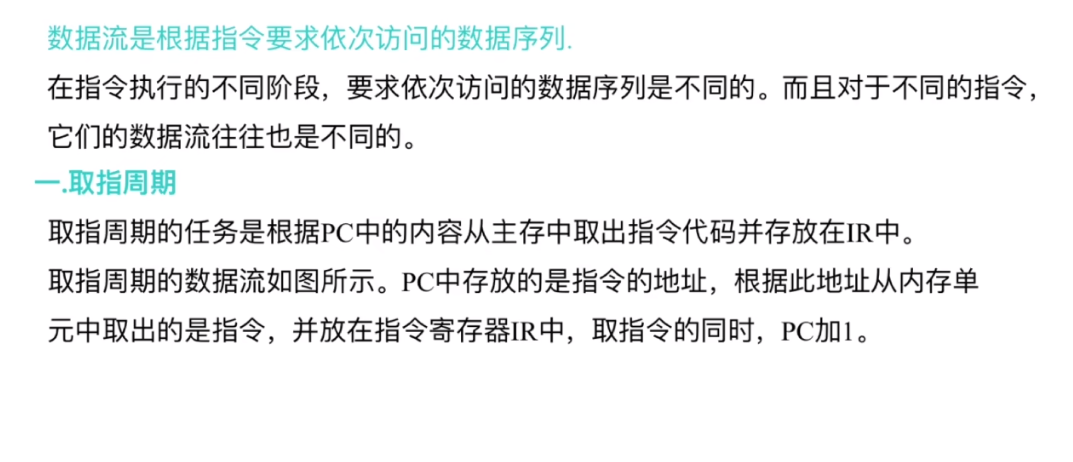 数据流是根据指令要求依次访问的数据序列.
在指令执行的不同阶段，要求依次访问的数据序列是不同的。而且对于不同的指令，
它们的数据流往往也是不同的。
一.取指周期
取指周期的任务是根据PC中的内容从主存中取出指令代码并存放在IR中。
取指周期的数据流如图所示。PC中存放的是指令的地址，根据此地址从内存单
元中取出的是指令，并放在指令寄存器IR中，取指令的同时，PC加1。